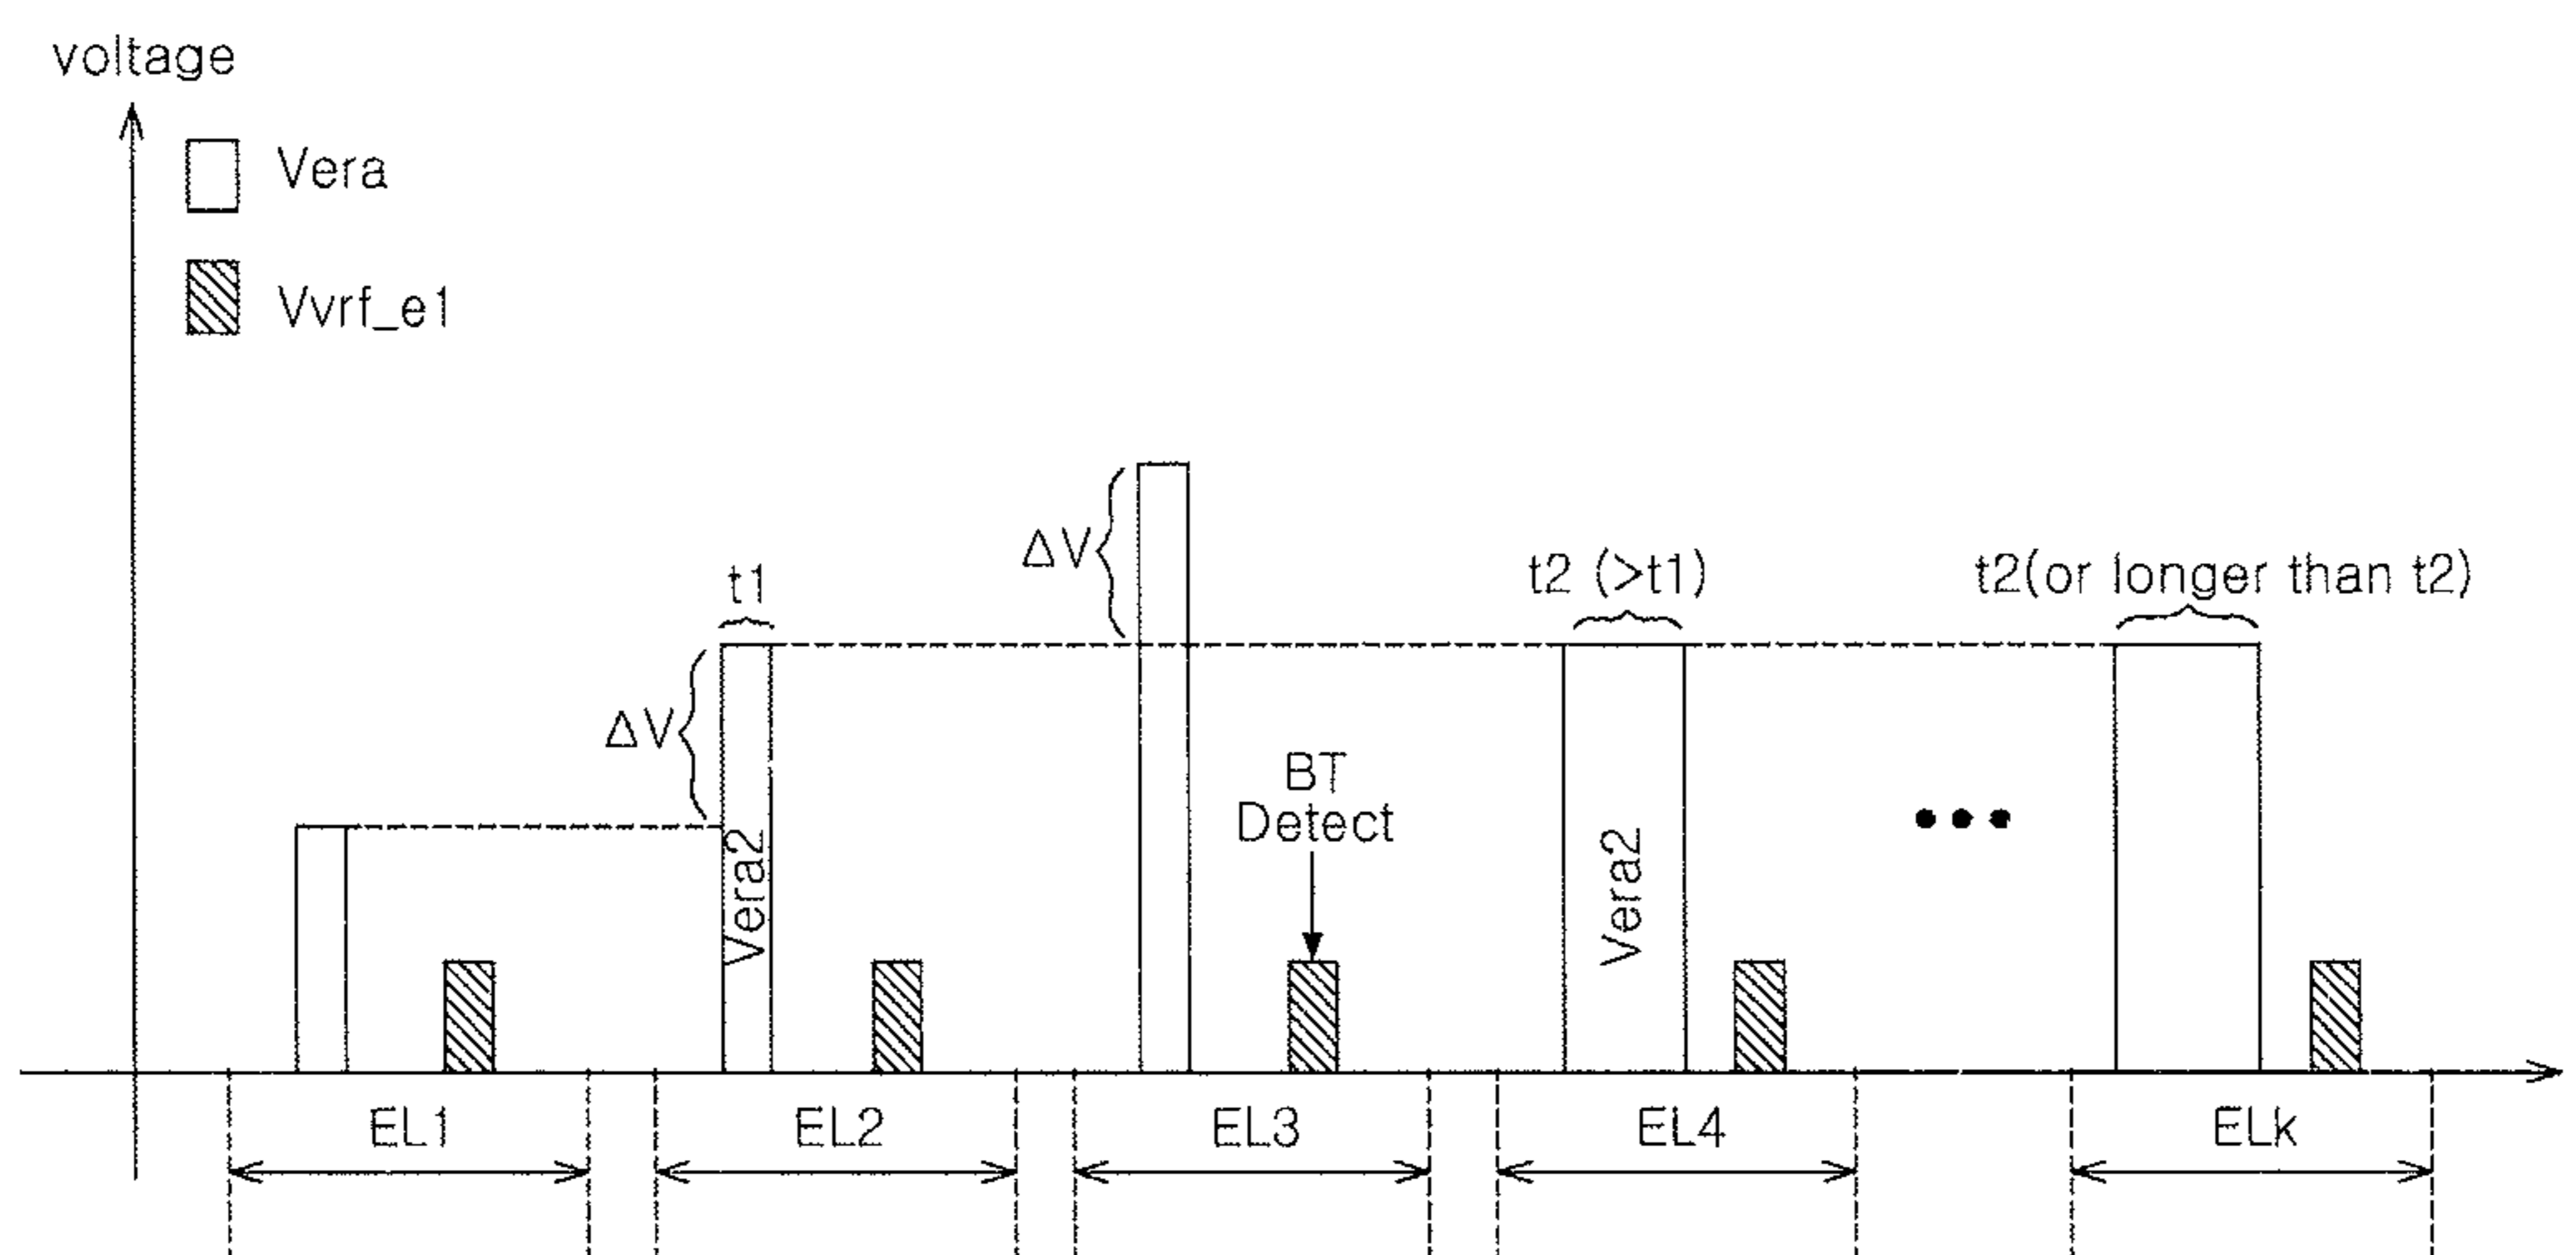 voltage
Vera
Vvrf_e1
ΔV
t1
ΔV
t2 (>t1)
t2(or longer than t2)
BT
Detect
Vera2
Vera2
EL1
EL2
EL3
EL4
ELk